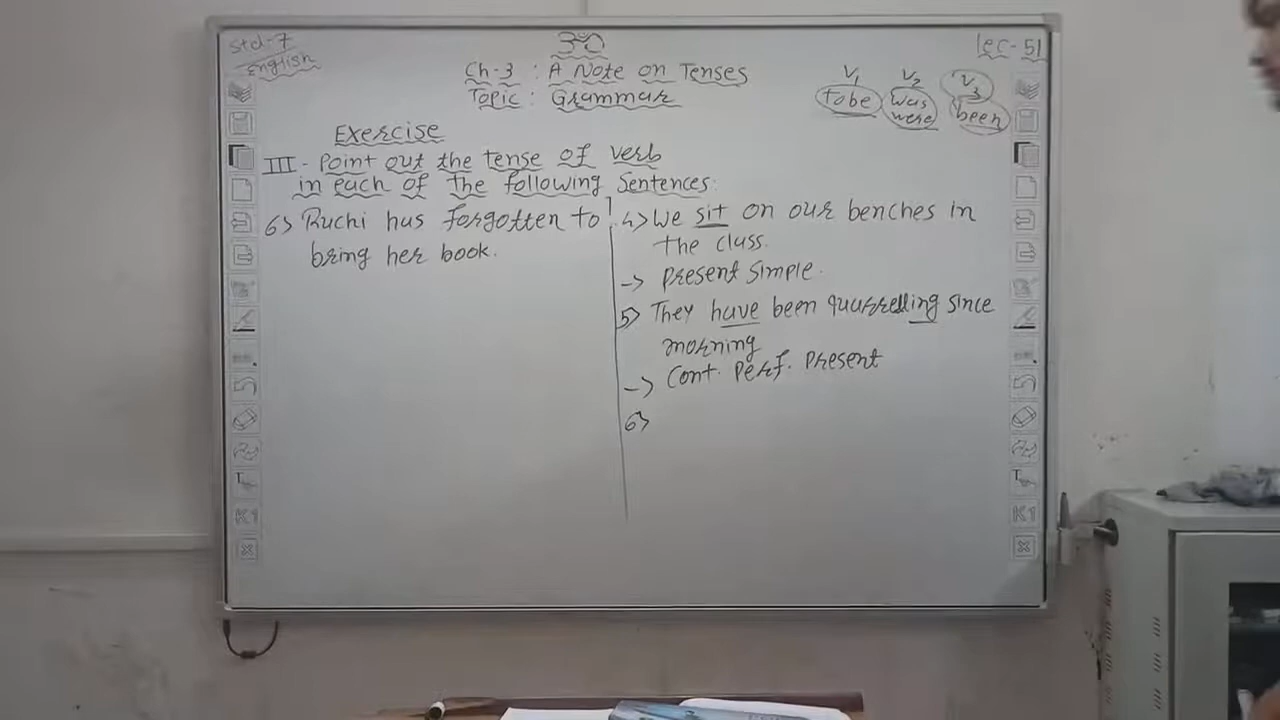 Std-7
English
ૐ
Lec-51
Ch-3 : A Note on Tenses
Topic : Grammar
V1 V2 V3
to be was been
were
Exercise
III - Point out the tense of verb
in each of the following Sentences:
6> Ruchi has forgotten to
bring her book.
4> We sit on our benches in
the class.
-> Present Simple.
5> They have been quarrelling since
morning
-> Cont. Perf. Present
6>
T
K1
T
K1